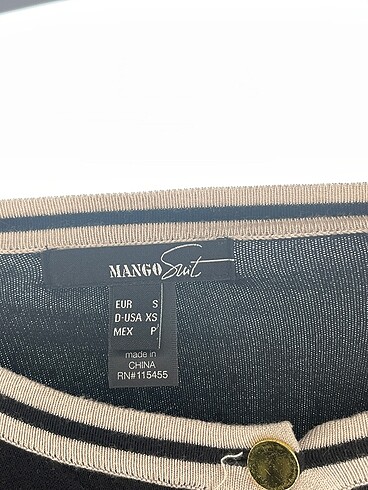 MANGO Suit
EUR S
D-USA XS
MEX P
made in
CHINA
RN#115455